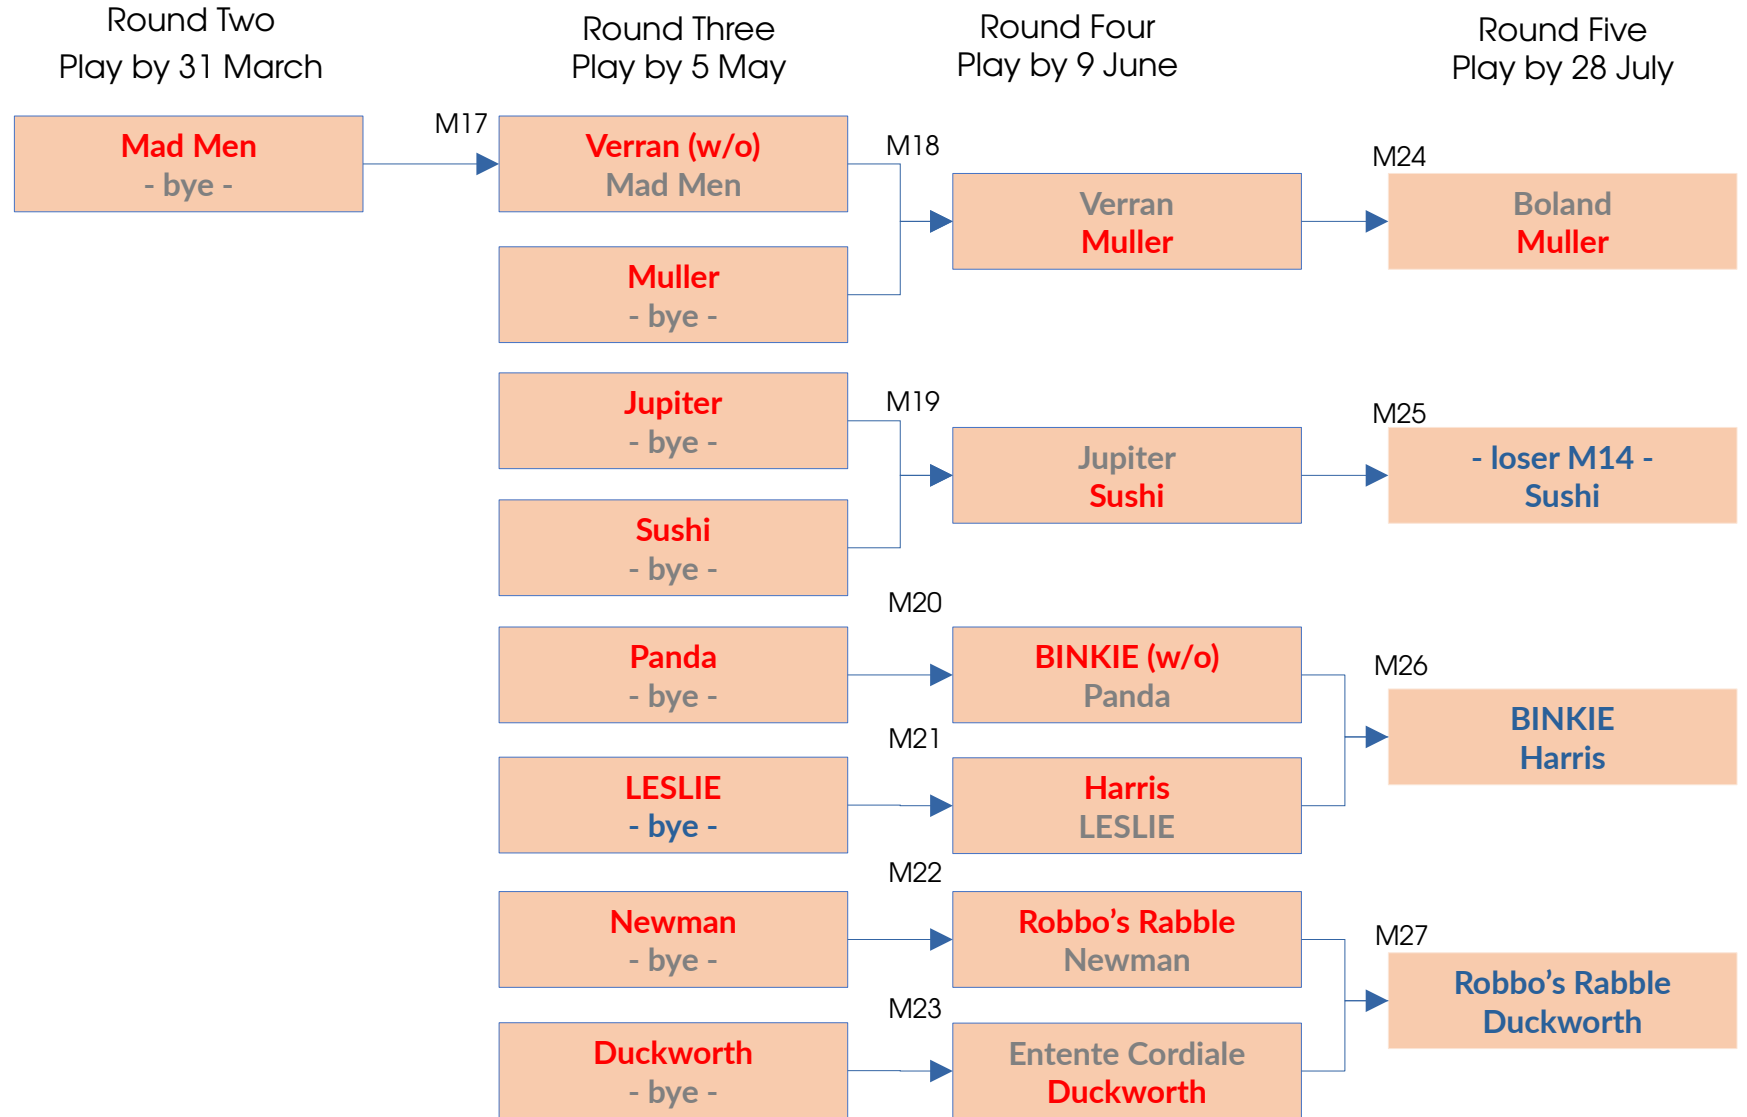 Round Two
Play by 31 March
Round Three
Play by 5 May
Round Four
Play by 9 June
Round Five
Play by 28 July
Mad Men
- bye -
M17
Verran (w/o)
Mad Men
Muller
- bye -
M18
Verran
Muller
M24
Boland
Muller
Jupiter
- bye -
Sushi
- bye -
M19
Jupiter
Sushi
M25
- loser M14 -
Sushi
Panda
- bye -
M20
BINKIE (w/o)
Panda
LESLIE
- bye -
M21
Harris
LESLIE
M26
BINKIE
Harris
Newman
- bye -
M22
Robbo’s Rabble
Newman
Duckworth
- bye -
M23
Entente Cordiale
Duckworth
M27
Robbo’s Rabble
Duckworth